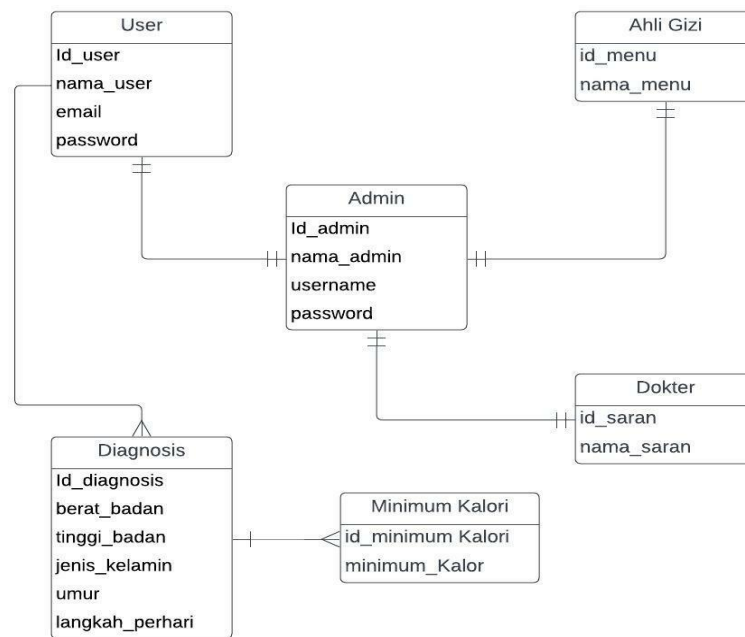 User
Id_user
nama_user
email
password
Ahli Gizi
id_menu
nama_menu
Admin
Id_admin
nama_admin
username
password
Dokter
id_saran
nama_saran
Diagnosis
Id_diagnosis
berat_badan
tinggi_badan
jenis_kelamin
umur
langkah_perhari
Minimum Kalori
id_minimum Kalori
minimum_Kalor